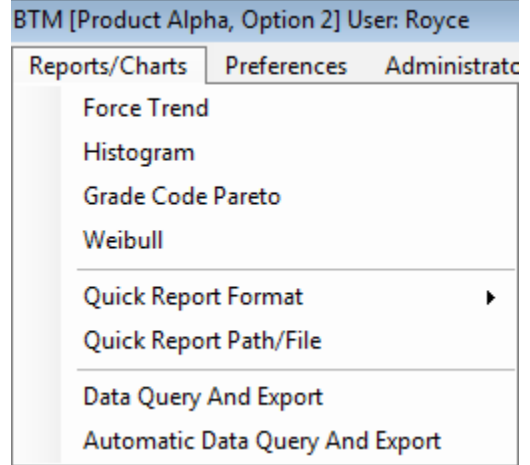 BTM [Product Alpha, Option 2] User: Royce
Reports/Charts Preferences Administrato
Force Trend
Histogram
Grade Code Pareto
Weibull
Quick Report Format
Quick Report Path/File
Data Query And Export
Automatic Data Query And Export